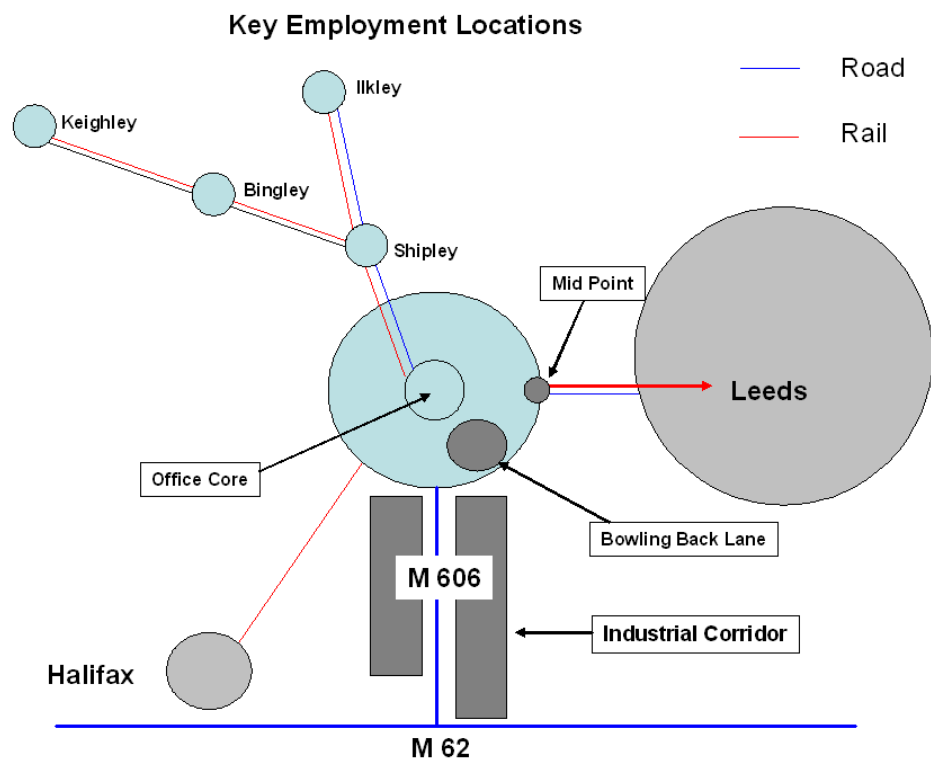 Key Employment Locations
Road
Rail
Ilkley
Keighley
Bingley
Shipley
Mid Point
Leeds
Office Core
Bowling Back Lane
M 606
Industrial Corridor
Halifax
M 62